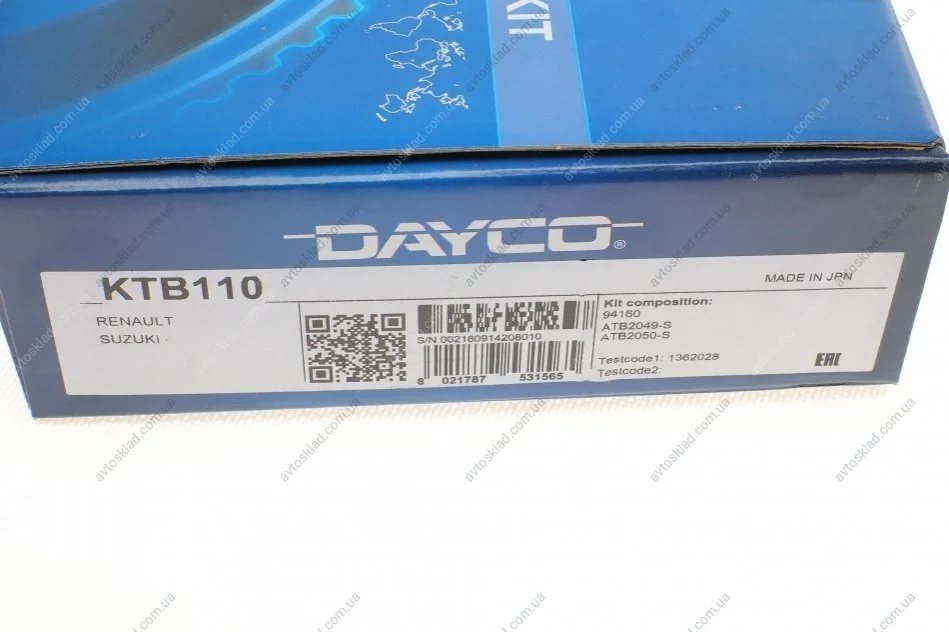 KIT
DAYCO®
KTB110
MADE IN JPN
RENAULT
SUZUKI -
S/N 002180914208010
8 021787 531565
Kit composition:
94160
ATB2049-S
ATB2050-S
Testcode1: 1362028
Testcode2:
EAC
avtosklad.com.ua